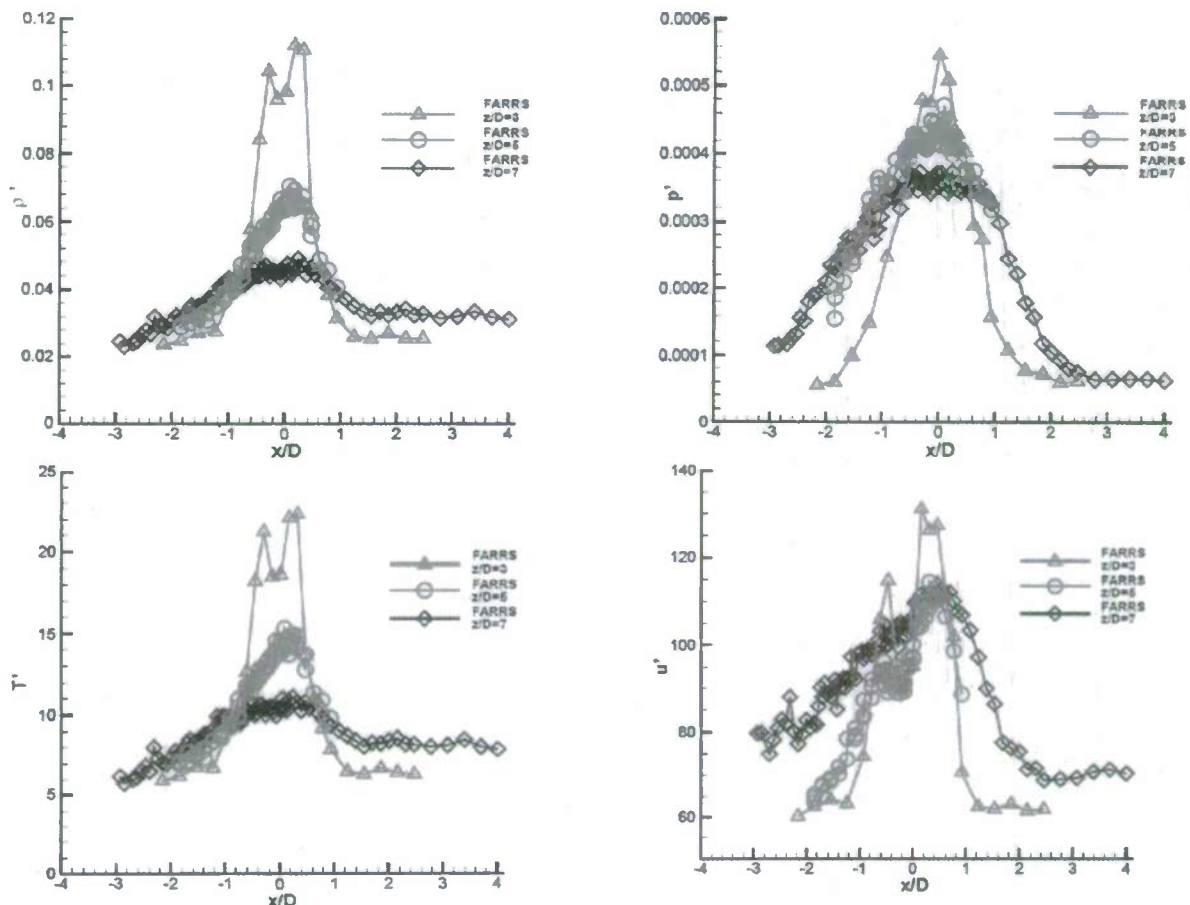 0.12
0.1
0.08
0.06
0.04
0.02
0
ρ'
-4 -3 -2 -1 0 1 2 3 4
x/D
FARRS
z/D=3
FARRS
z/D=5
FARRS
z/D=7
0.0006
0.0005
0.0004
0.0003
0.0002
0.0001
0
p'
-4 -3 -2 -1 0 1 2 3 4
x/D
FARRS
z/D=3
FARRS
z/D=5
FARRS
z/D=7
25
20
15
10
5
0
T'
-4 -3 -2 -1 0 1 2 3 4
x/D
FARRS
z/D=3
FARRS
z/D=5
FARRS
z/D=7
140
120
100
80
60
u'
-4 -3 -2 -1 0 1 2 3 4
x/D
FARRS
z/D=3
FARRS
z/D=5
FARRS
z/D=7